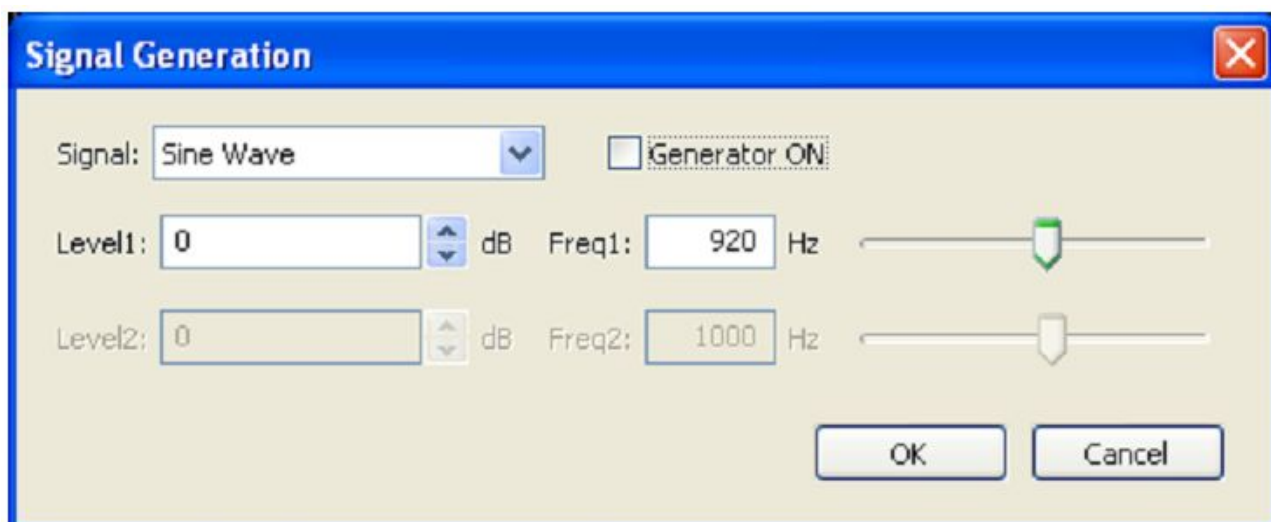 Signal Generation
Signal: Sine Wave Generator ON
Level1: 0 dB Freq1: 920 Hz
Level2: 0 dB Freq2: 1000 Hz
OK Cancel